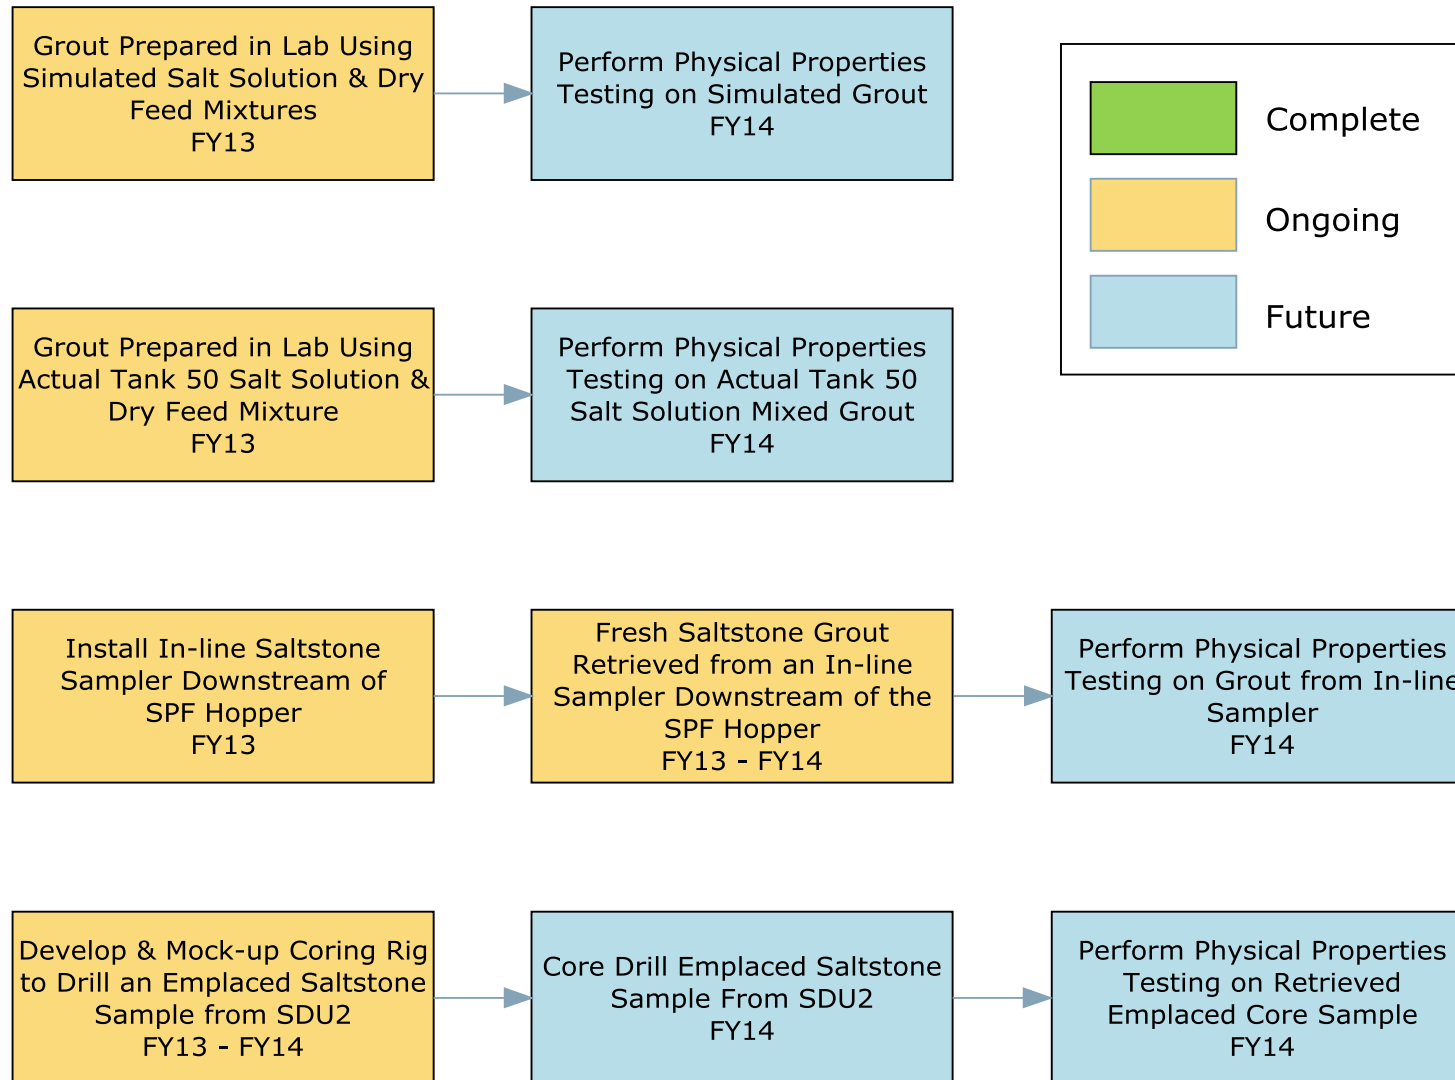 Grout Prepared in Lab Using
Simulated Salt Solution & Dry
Feed Mixtures
FY13
Perform Physical Properties
Testing on Simulated Grout
FY14
Complete
Ongoing
Future
Grout Prepared in Lab Using
Actual Tank 50 Salt Solution &
Dry Feed Mixture
FY13
Perform Physical Properties
Testing on Actual Tank 50
Salt Solution Mixed Grout
FY14
Install In-line Saltstone
Sampler Downstream of
SPF Hopper
FY13
Fresh Saltstone Grout
Retrieved from an In-line
Sampler Downstream of the
SPF Hopper
FY13 - FY14
Perform Physical Properties
Testing on Grout from In-line
Sampler
FY14
Develop & Mock-up Coring Rig
to Drill an Emplaced Saltstone
Sample from SDU2
FY13 - FY14
Core Drill Emplaced Saltstone
Sample From SDU2
FY14
Perform Physical Properties
Testing on Retrieved
Emplaced Core Sample
FY14